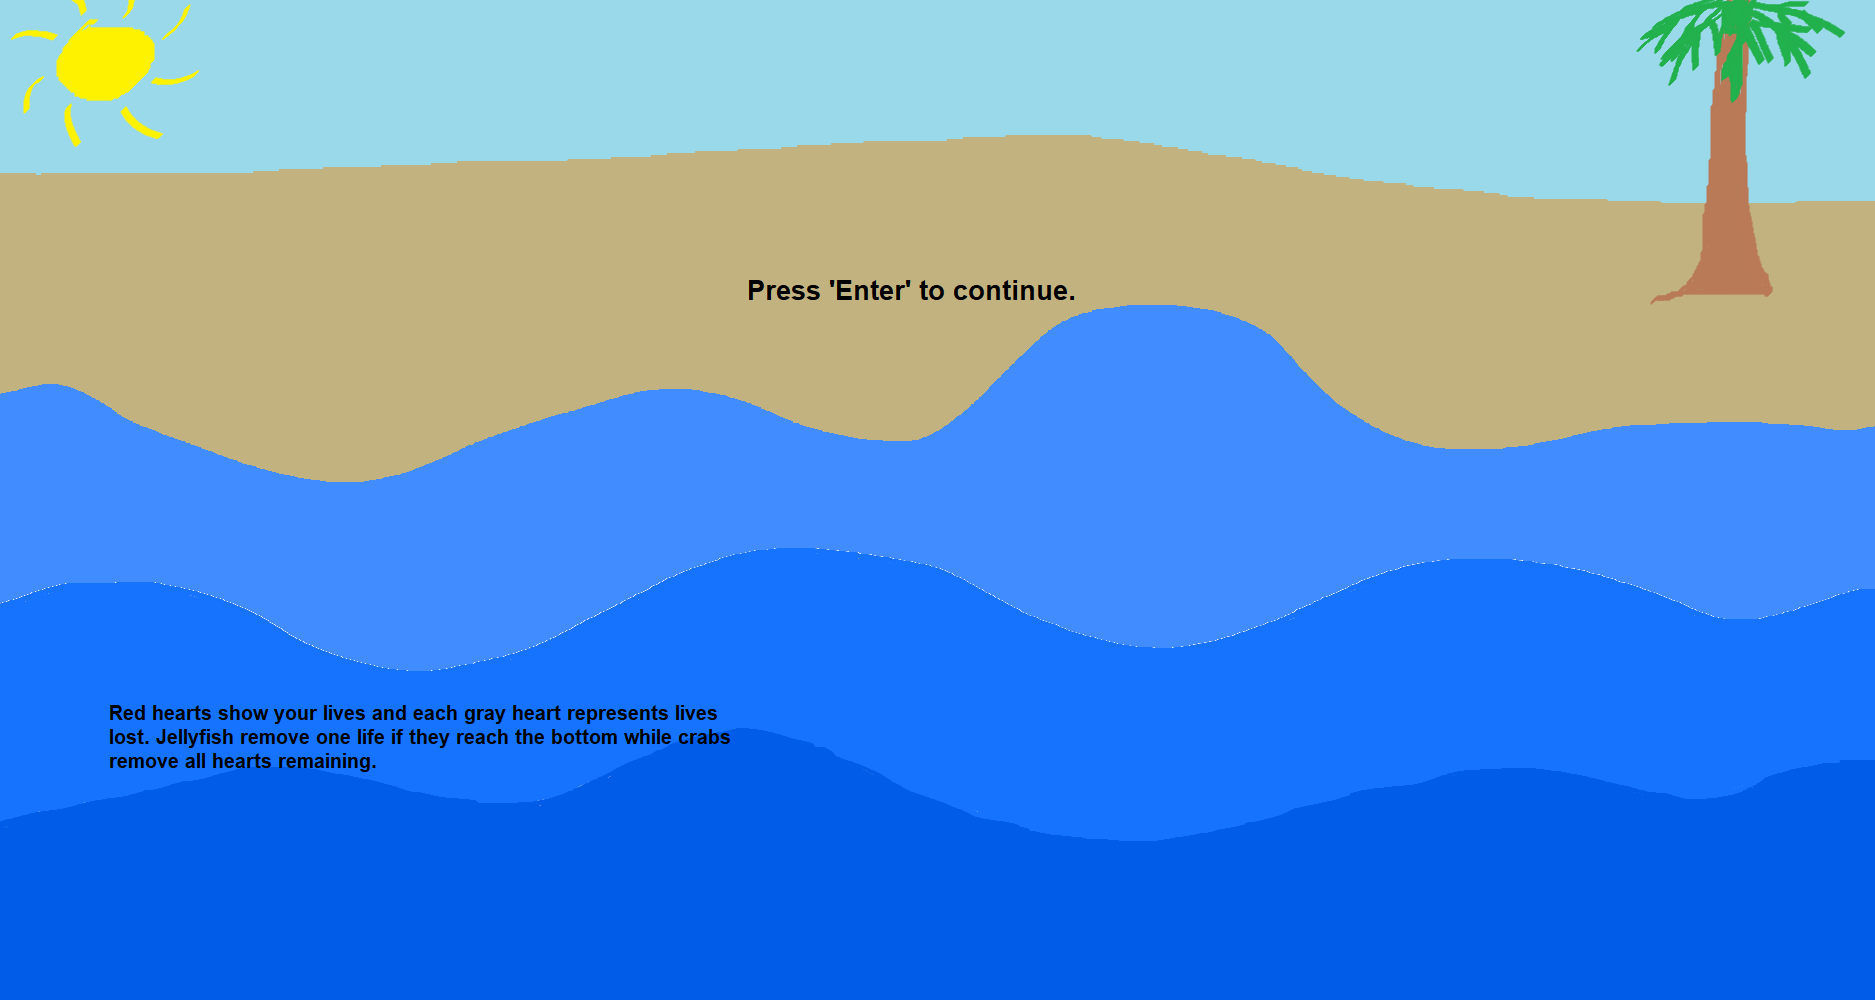 Press 'Enter' to continue.
Red hearts show your lives and each gray heart represents lives
lost. Jellyfish remove one life if they reach the bottom while crabs
remove all hearts remaining.